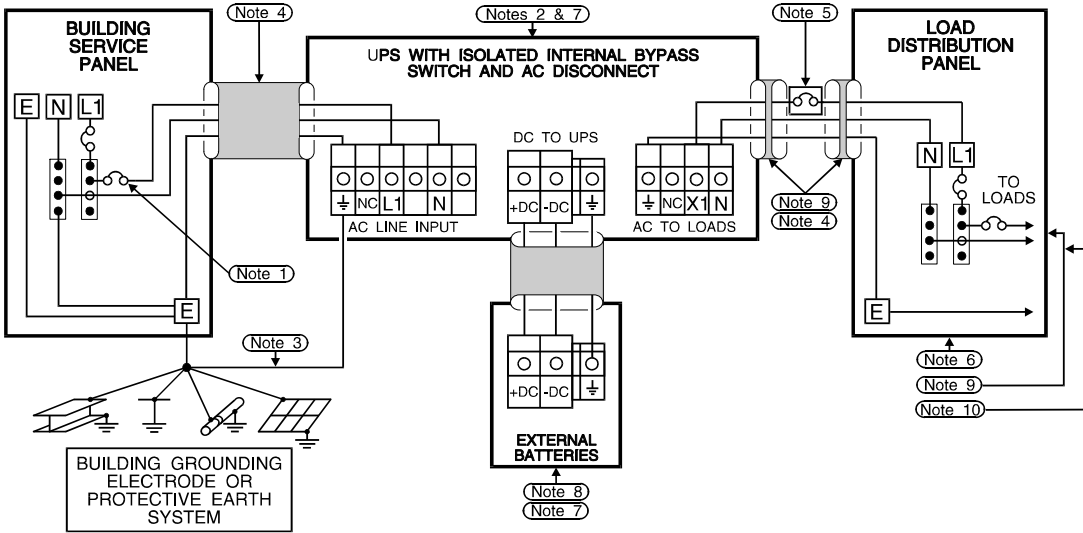 Note 4
Notes 2 & 7
Note 5
BUILDING
SERVICE
PANEL
UPS WITH ISOLATED INTERNAL BYPASS
SWITCH AND AC DISCONNECT
LOAD
DISTRIBUTION
PANEL
E N L1
DC TO UPS
NC L1 N
AC LINE INPUT
+DC -DC
NC X1 N
AC TO LOADS
Note 9
Note 4
N L1
TO
LOADS
Note 1
E
E
Note 3
+DC -DC
Note 6
Note 9
Note 10
EXTERNAL
BATTERIES
BUILDING GROUNDING
ELECTRODE OR
PROTECTIVE EARTH
SYSTEM
Note 8
Note 7